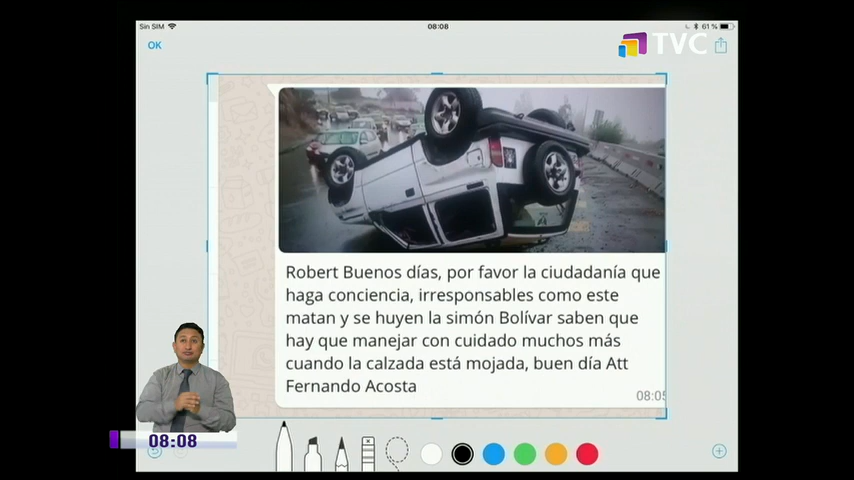 Sin SIM
08:08
61 %
OK
TVC
Robert Buenos días, por favor la ciudadanía que
haga conciencia, irresponsables como este
matan y se huyen la simón Bolívar saben que
hay que manejar con cuidado muchos más
cuando la calzada está mojada, buen día Att
Fernando Acosta
08:05
08:08